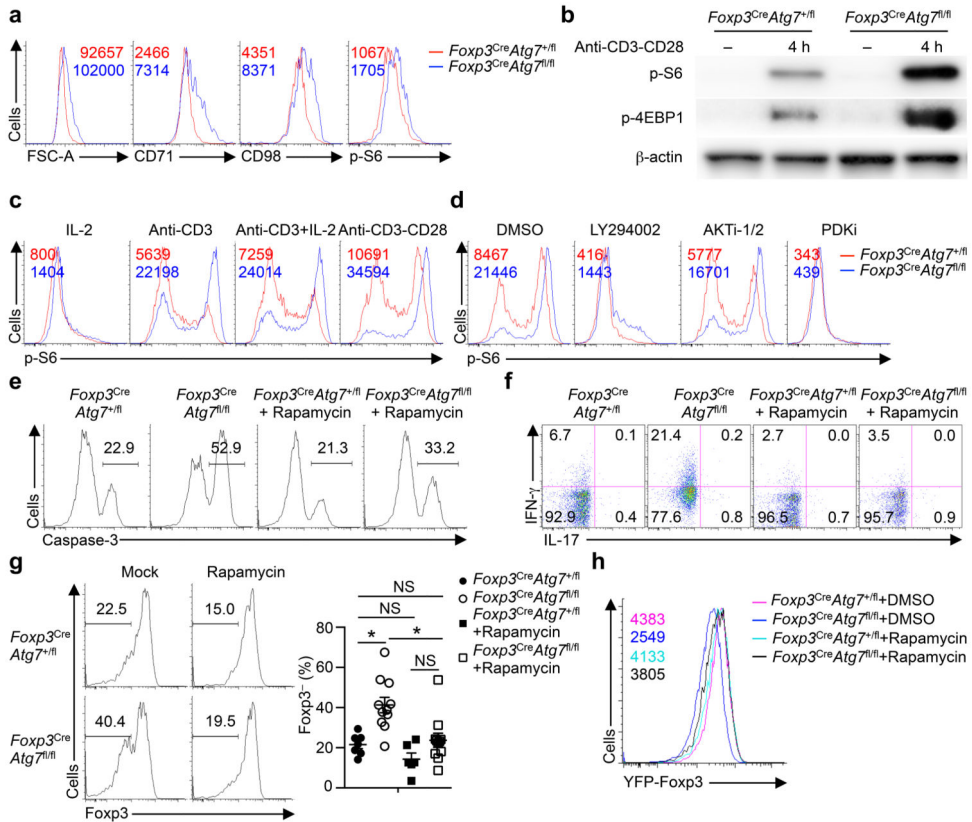 a
Cells
92657
102000
2466
7314
4351
8371
1067
1705
Foxp3CreAtg7+/fl
Foxp3CreAtg7fl/fl
FSC-A
CD71
CD98
p-S6
b
Foxp3CreAtg7+/fl
Foxp3CreAtg7fl/fl
Anti-CD3-CD28
–
4 h
–
4 h
p-S6
p-4EBP1
β-actin
c
IL-2
Anti-CD3
Anti-CD3+IL-2
Anti-CD3-CD28
800
1404
5639
22198
7259
24014
10691
34594
Cells
p-S6
d
DMSO
LY294002
AKTi-1/2
PDKi
8467
21446
416
1443
5777
16701
343
439
Foxp3CreAtg7+/fl
Foxp3CreAtg7fl/fl
Cells
p-S6
e
Foxp3Cre
Atg7+/fl
Foxp3Cre
Atg7fl/fl
Foxp3CreAtg7+/fl
+ Rapamycin
Foxp3CreAtg7fl/fl
+ Rapamycin
22.9
52.9
21.3
33.2
Cells
Caspase-3
f
Foxp3Cre
Atg7+/fl
Foxp3Cre
Atg7fl/fl
Foxp3CreAtg7+/fl
+ Rapamycin
Foxp3CreAtg7fl/fl
+ Rapamycin
6.7
0.1
21.4
0.2
2.7
0.0
3.5
0.0
92.9
0.4
77.6
0.8
96.5
0.7
95.7
0.9
IFN-γ
IL-17
g
Mock
Rapamycin
Cells
Foxp3Cre
Atg7+/fl
22.5
15.0
Foxp3Cre
Atg7fl/fl
40.4
19.5
Cells
Foxp3
NS
NS
*
*
NS
Foxp3– (%)
80
60
40
20
0
Foxp3CreAtg7+/fl
Foxp3CreAtg7fl/fl
Foxp3CreAtg7+/fl
+Rapamycin
Foxp3CreAtg7fl/fl
+Rapamycin
h
4383
2549
4133
3805
Foxp3CreAtg7+/fl+DMSO
Foxp3CreAtg7fl/fl+DMSO
Foxp3CreAtg7+/fl+Rapamycin
Foxp3CreAtg7fl/fl+Rapamycin
Cells
YFP-Foxp3